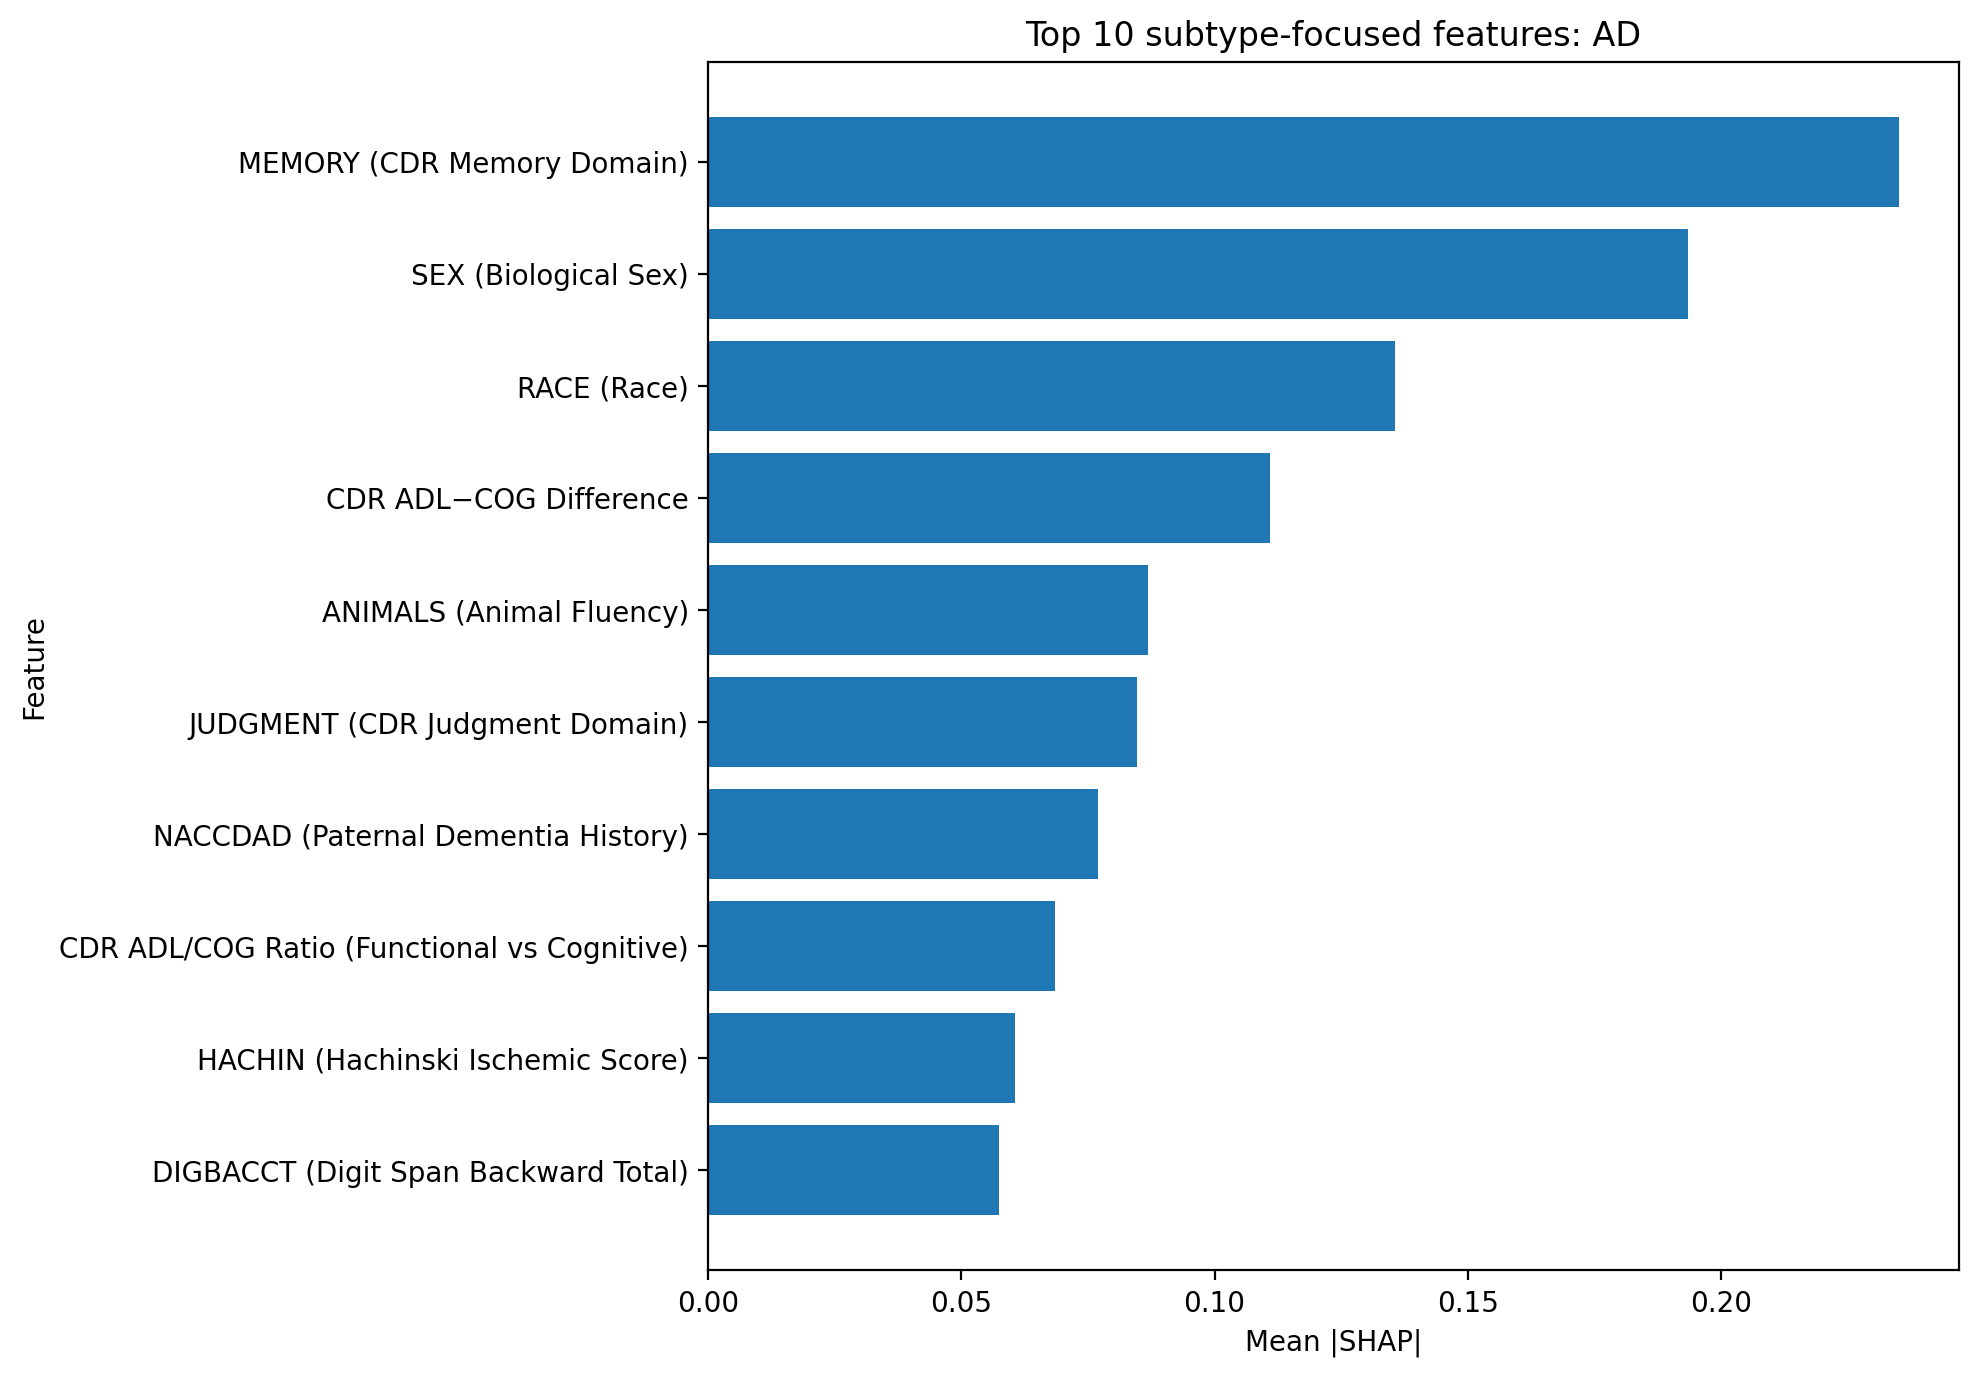 Top 10 subtype-focused features: AD
Feature
MEMORY (CDR Memory Domain)
SEX (Biological Sex)
RACE (Race)
CDR ADL−COG Difference
ANIMALS (Animal Fluency)
JUDGMENT (CDR Judgment Domain)
NACCDAD (Paternal Dementia History)
CDR ADL/COG Ratio (Functional vs Cognitive)
HACHIN (Hachinski Ischemic Score)
DIGBACCT (Digit Span Backward Total)
0.00 0.05 0.10 0.15 0.20
Mean |SHAP|